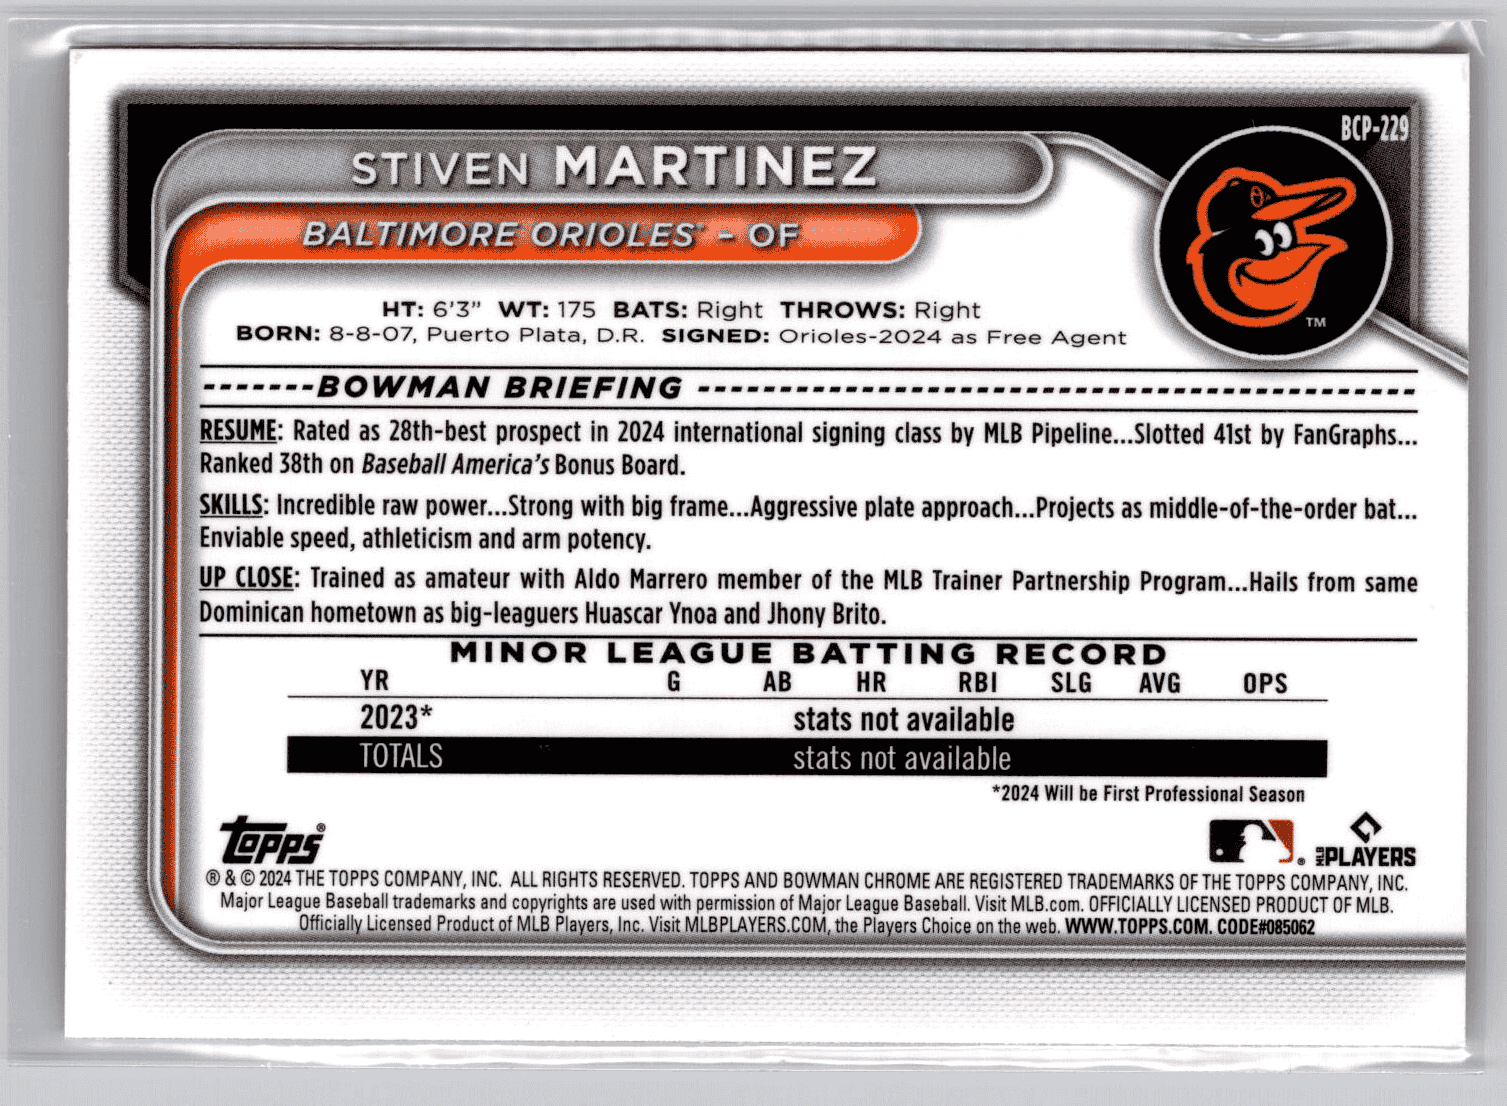 BCP-229
STIVEN MARTINEZ
BALTIMORE ORIOLES™ - OF
HT: 6'3" WT: 175 BATS: Right THROWS: Right
BORN: 8-8-07, Puerto Plata, D.R. SIGNED: Orioles-2024 as Free Agent
TM
-------BOWMAN BRIEFING --------------------------------------------
RESUME: Rated as 28th-best prospect in 2024 international signing class by MLB Pipeline...Slotted 41st by FanGraphs...
Ranked 38th on Baseball America's Bonus Board.
SKILLS: Incredible raw power...Strong with big frame...Aggressive plate approach...Projects as middle-of-the-order bat...
Enviable speed, athleticism and arm potency.
UP CLOSE: Trained as amateur with Aldo Marrero member of the MLB Trainer Partnership Program...Hails from same
Dominican hometown as big-leaguers Huascar Ynoa and Jhony Brito.
MINOR LEAGUE BATTING RECORD
YR G AB HR RBI SLG AVG OPS
2023* stats not available
TOTALS stats not available
*2024 Will be First Professional Season
TOPPS® ® MLB PLAYERS
® & © 2024 THE TOPPS COMPANY, INC. ALL RIGHTS RESERVED. TOPPS AND BOWMAN CHROME ARE REGISTERED TRADEMARKS OF THE TOPPS COMPANY, INC.
Major League Baseball trademarks and copyrights are used with permission of Major League Baseball. Visit MLB.com. OFFICIALLY LICENSED PRODUCT OF MLB.
Officially Licensed Product of MLB Players, Inc. Visit MLBPLAYERS.COM, the Players Choice on the web. WWW.TOPPS.COM. CODE#085062